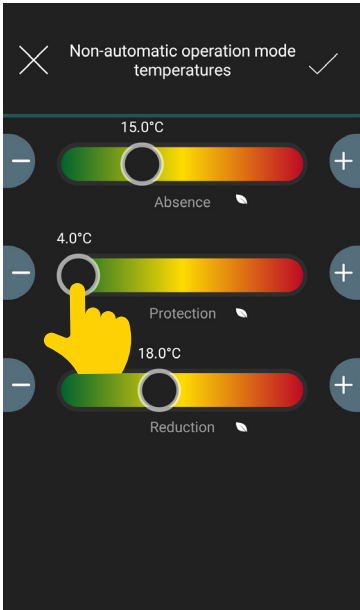 Non-automatic operation mode
temperatures
15.0°C
Absence
4.0°C
Protection
18.0°C
Reduction